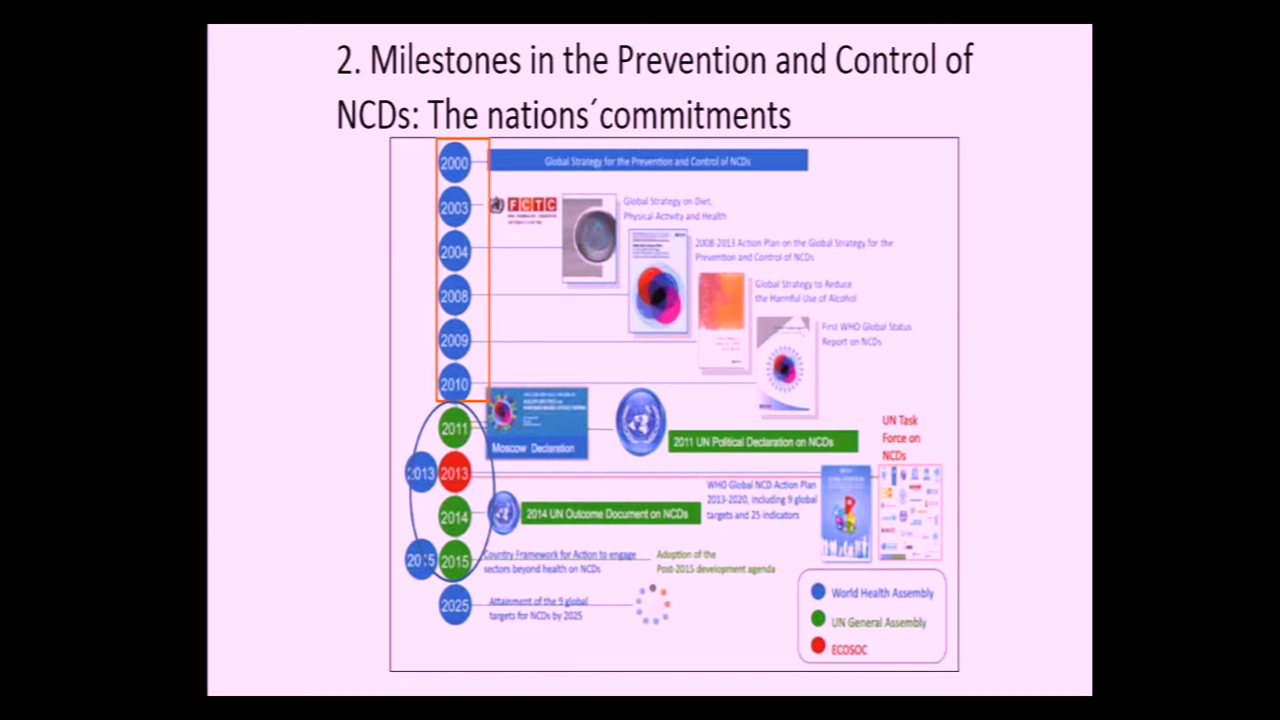 2. Milestones in the Prevention and Control of
NCDs: The nations´commitments
2000
Global Strategy for the Prevention and Control of NCDs
2003
FCTC
Global Strategy on Diet,
Physical Activity and Health
2004
2008-2013 Action Plan on the Global Strategy for the
Prevention and Control of NCDs
2008
Global Strategy to Reduce
the Harmful Use of Alcohol
2009
First WHO Global Status
Report on NCDs
2010
2011
Moscow Declaration
2011 UN Political Declaration on NCDs
UN Task
Force on
NCDs
2013
2013
WHO Global NCD Action Plan
2013-2020, including 9 global
targets and 25 indicators
2014
2014 UN Outcome Document on NCDs
2015
2015
Country Framework for Action to engage
sectors beyond health on NCDs
Adoption of the
Post-2015 development agenda
2025
Attainment of the 9 global
targets for NCDs by 2025
World Health Assembly
UN General Assembly
ECOSOC